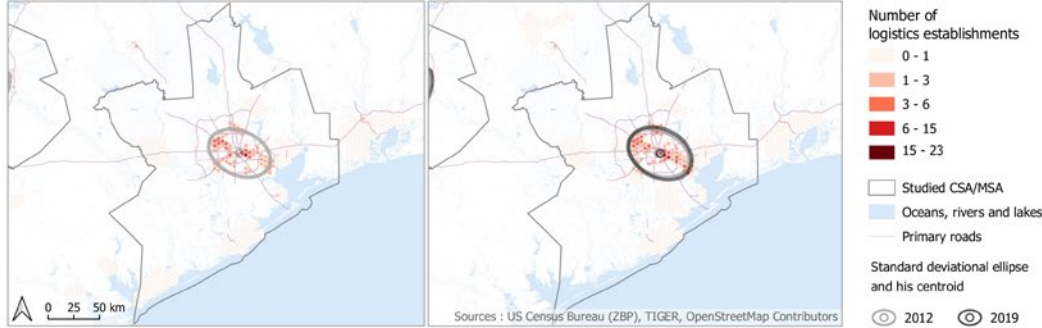 0 25 50 km
Sources : US Census Bureau (ZBP), TIGER, OpenStreetMap Contributors
Number of
logistics establishments
0 - 1
1 - 3
3 - 6
6 - 15
15 - 23
Studied CSA/MSA
Oceans, rivers and lakes
Primary roads
Standard deviational ellipse
and his centroid
2012
2019